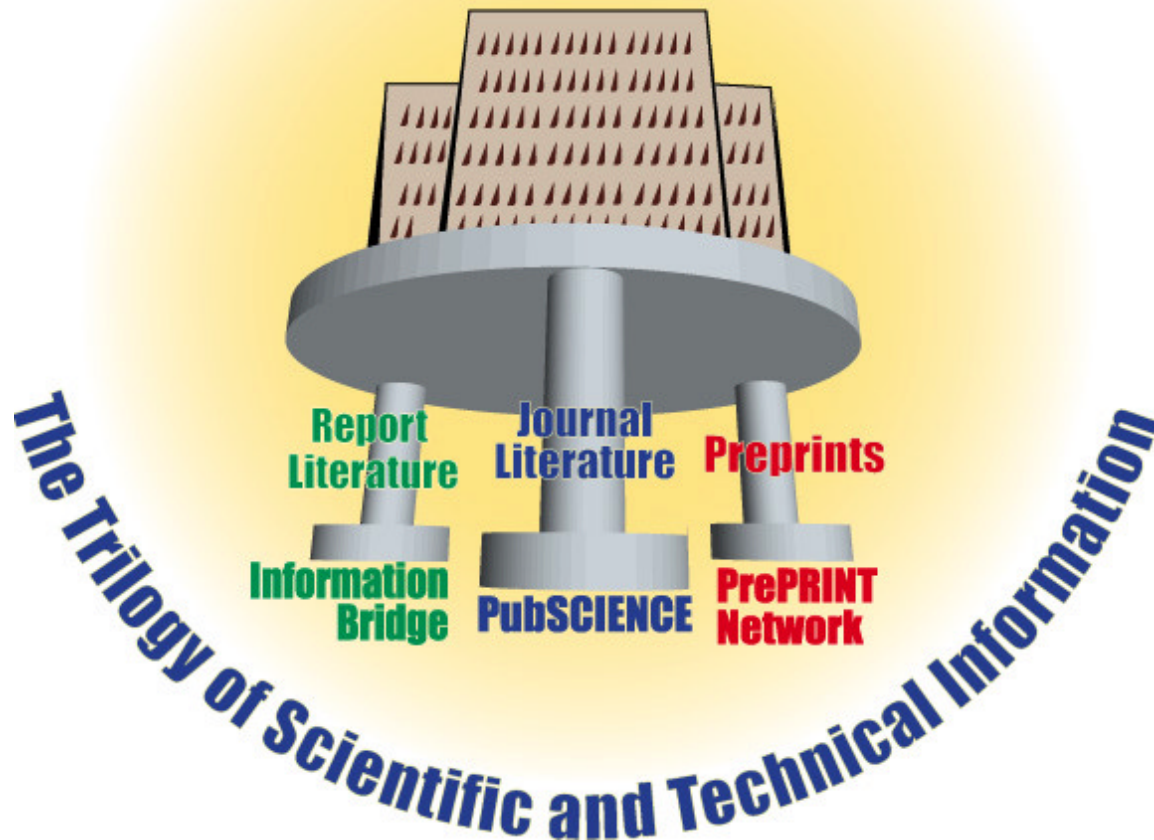 Report
Literature
Journal
Literature
Preprints
Information
Bridge
PubSCIENCE
PrePRINT
Network
The Trilogy of Scientific and Technical Information